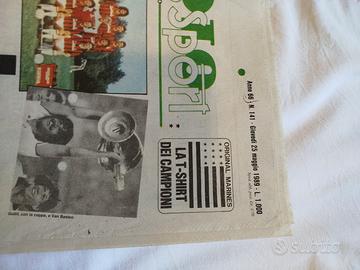 Sport
Anno 66 - N. 141 - Giovedì 25 maggio 1989 - L. 1.000
ORIGINAL MARINES
LA T-SHIRT
DEI CAMPIONI
Gullit, con la coppa, e Van Basten
subito